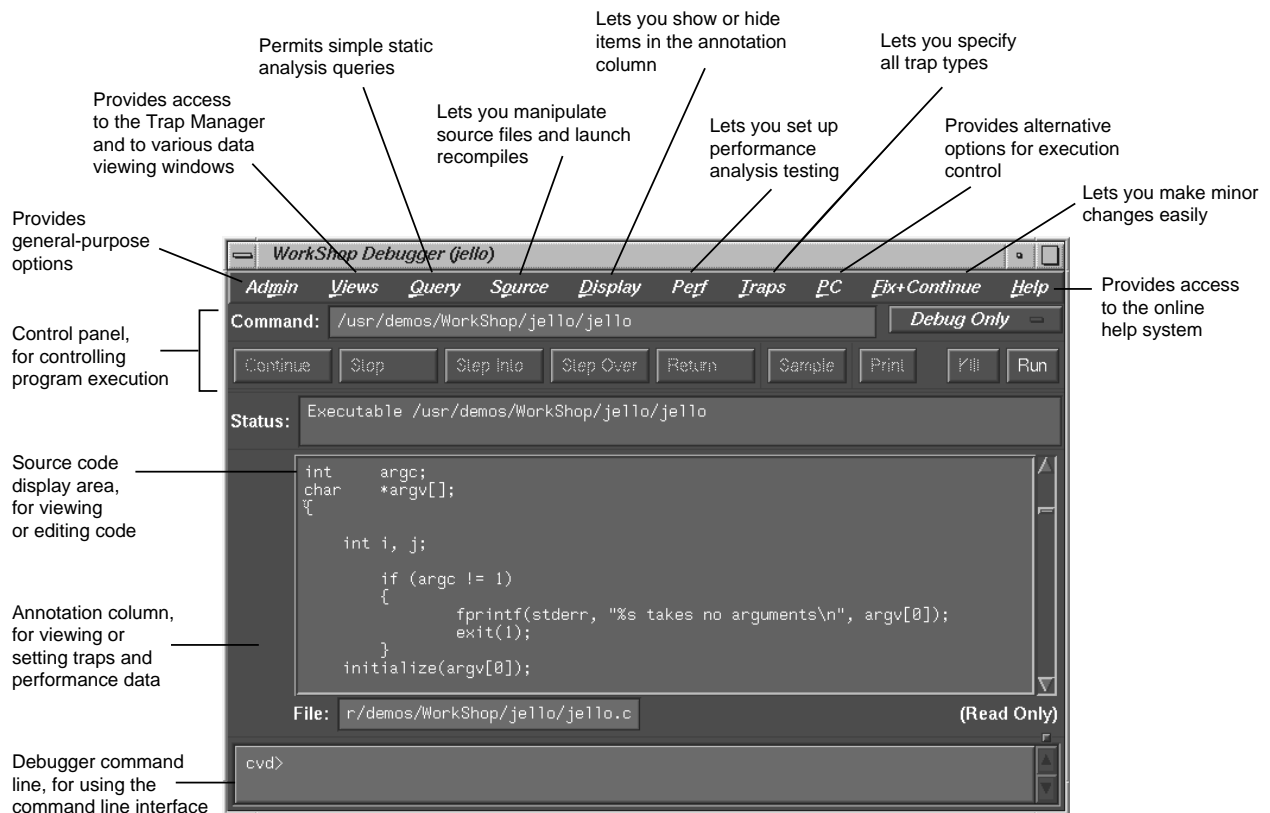 Lets you show or hide
items in the annotation
column
Permits simple static
analysis queries
Lets you specify
all trap types
Provides access
to the Trap Manager
and to various data
viewing windows
Lets you manipulate
source files and launch
recompiles
Lets you set up
performance
analysis testing
Provides alternative
options for execution
control
Lets you make minor
changes easily
Provides
general-purpose
options
WorkShop Debugger (jello)
Admin Views Query Source Display Perf Traps PC Fix+Continue Help
Provides access
to the online
help system
Control panel,
for controlling
program execution
Command: /usr/demos/WorkShop/jello/jello Debug Only
Continue Stop Step Into Step Over Return Sample Print Kill Run
Status: Executable /usr/demos/WorkShop/jello/jello
Source code
display area,
for viewing
or editing code
int     argc;
char    *argv[];
{
int i, j;
if (argc != 1)
{
fprintf(stderr, "%s takes no arguments\n", argv[0]);
exit(1);
}
initialize(argv[0]);
Annotation column,
for viewing or
setting traps and
performance data
File: r/demos/WorkShop/jello/jello.c (Read Only)
Debugger command
line, for using the
command line interface
cvd>